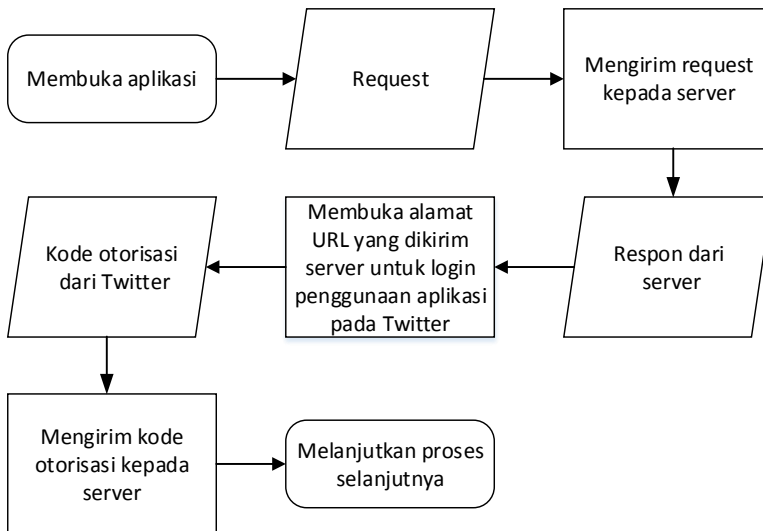 Membuka aplikasi
Request
Mengirim request
kepada server
Respon dari
server
Membuka alamat
URL yang dikirim
server untuk login
penggunaan aplikasi
pada Twitter
Kode otorisasi
dari Twitter
Mengirim kode
otorisasi kepada
server
Melanjutkan proses
selanjutnya